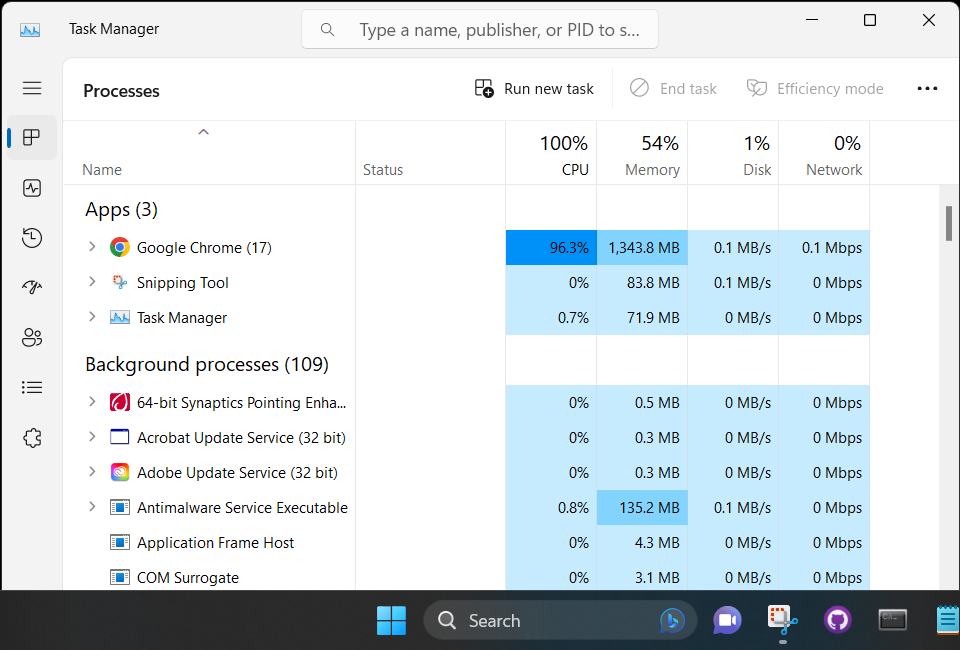 Task Manager
Type a name, publisher, or PID to s...
Processes
Run new task
End task
Efficiency mode
100% 54% 1% 0%
Name Status CPU Memory Disk Network
Apps (3)
Google Chrome (17) 96.3% 1,343.8 MB 0.1 MB/s 0.1 Mbps
Snipping Tool 0% 83.8 MB 0.1 MB/s 0 Mbps
Task Manager 0.7% 71.9 MB 0 MB/s 0 Mbps
Background processes (109)
64-bit Synaptics Pointing Enha... 0% 0.5 MB 0 MB/s 0 Mbps
Acrobat Update Service (32 bit) 0% 0.3 MB 0 MB/s 0 Mbps
Adobe Update Service (32 bit) 0% 0.3 MB 0 MB/s 0 Mbps
Antimalware Service Executable 0.8% 135.2 MB 0.1 MB/s 0 Mbps
Application Frame Host 0% 4.3 MB 0 MB/s 0 Mbps
COM Surrogate 0% 3.1 MB 0 MB/s 0 Mbps
Search